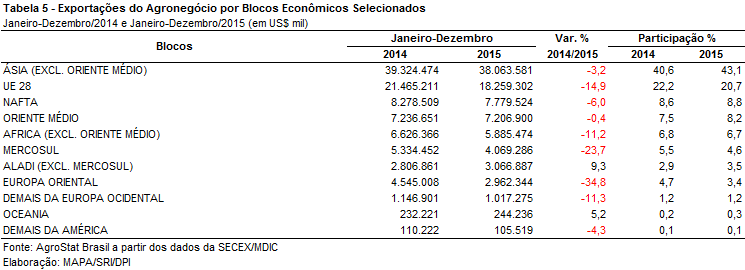 Tabela 5 - Exportações do Agronegócio por Blocos Econômicos Selecionados
Janeiro-Dezembro/2014 e Janeiro-Dezembro/2015 (em US$ mil)
Blocos Janeiro-Dezembro Var. % Participação %
2014 2015 2014/2015 2014 2015
ÁSIA (EXCL. ORIENTE MÉDIO) 39.324.474 38.063.581 -3,2 40,6 43,1
UE 28 21.465.211 18.259.302 -14,9 22,2 20,7
NAFTA 8.278.509 7.779.524 -6,0 8,6 8,8
ORIENTE MÉDIO 7.236.651 7.206.900 -0,4 7,5 8,2
AFRICA (EXCL. ORIENTE MÉDIO) 6.626.366 5.885.474 -11,2 6,8 6,7
MERCOSUL 5.334.452 4.069.286 -23,7 5,5 4,6
ALADI (EXCL. MERCOSUL) 2.806.861 3.066.887 9,3 2,9 3,5
EUROPA ORIENTAL 4.545.008 2.962.344 -34,8 4,7 3,4
DEMAIS DA EUROPA OCIDENTAL 1.146.901 1.017.275 -11,3 1,2 1,2
OCEANIA 232.221 244.236 5,2 0,2 0,3
DEMAIS DA AMÉRICA 110.222 105.519 -4,3 0,1 0,1
Fonte: AgroStat Brasil a partir dos dados da SECEX/MDIC
Elaboração: MAPA/SRI/DPI